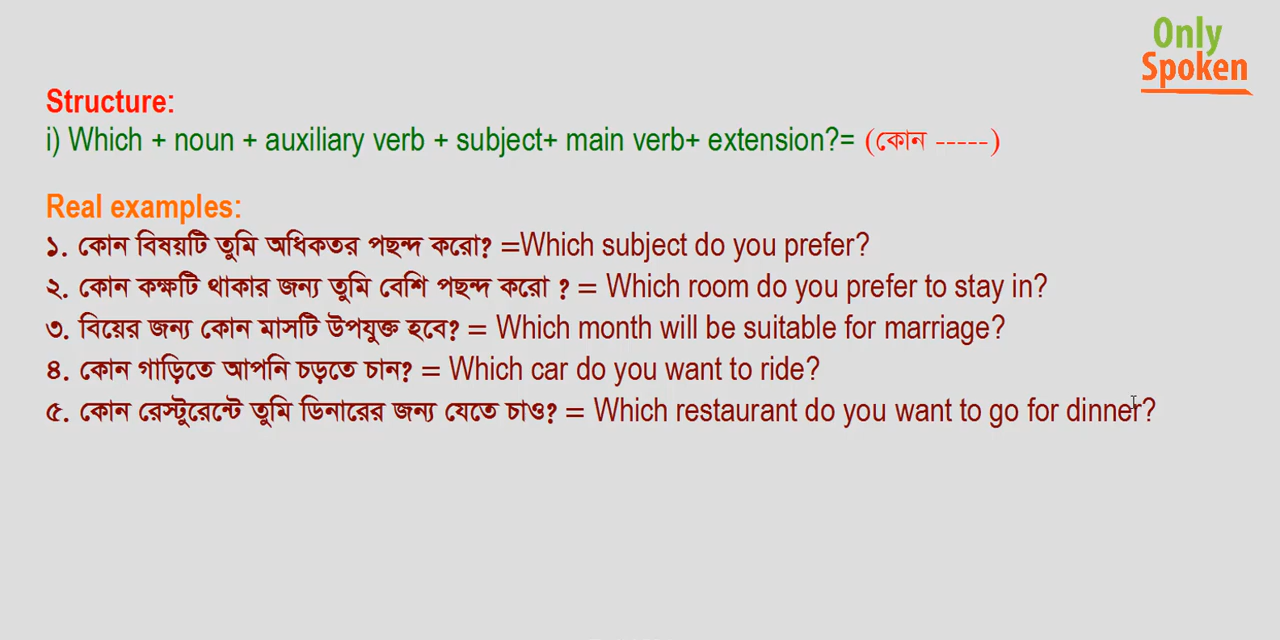 Only
Spoken
Structure:
i) Which + noun + auxiliary verb + subject+ main verb+ extension?= (কোন -----)
Real examples:
১. কোন বিষয়টি তুমি অধিকতর পছন্দ করো? =Which subject do you prefer?
২. কোন কক্ষটি থাকার জন্য তুমি বেশি পছন্দ করো ? = Which room do you prefer to stay in?
৩. বিয়ের জন্য কোন মাসটি উপযুক্ত হবে? = Which month will be suitable for marriage?
৪. কোন গাড়িতে আপনি চড়তে চান? = Which car do you want to ride?
৫. কোন রেস্টুরেন্টে তুমি ডিনারের জন্য যেতে চাও? = Which restaurant do you want to go for dinner?